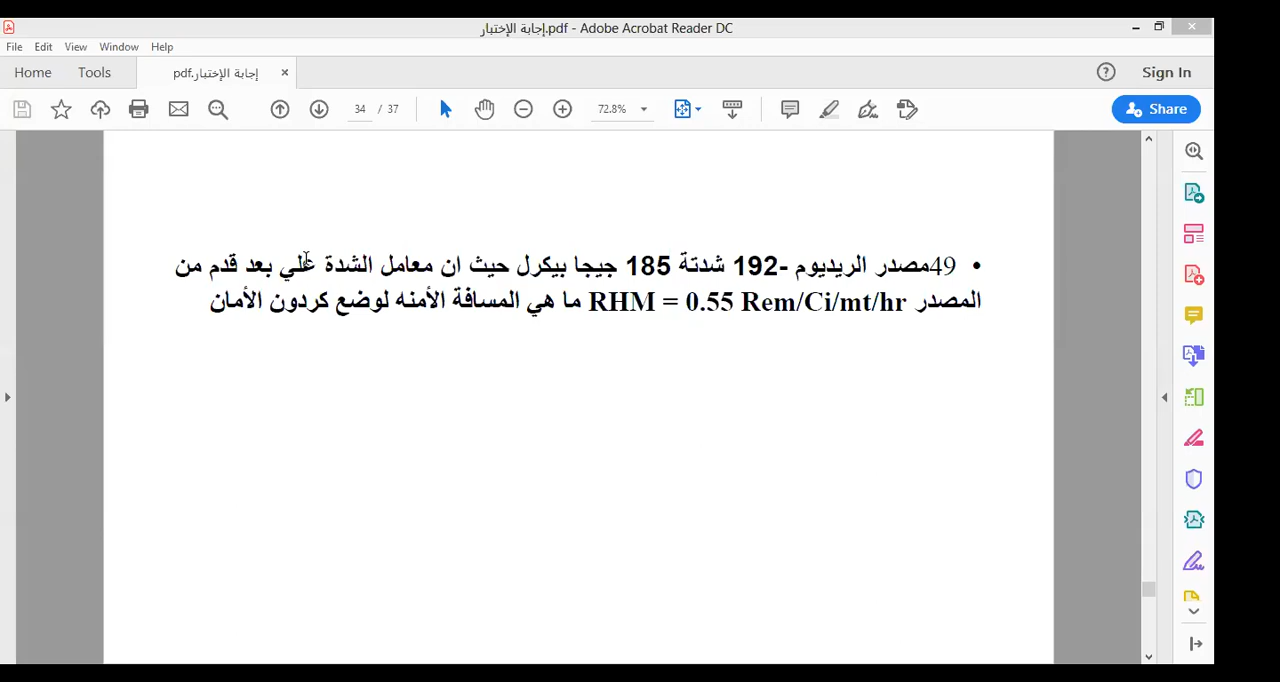 إجابة الإختبار.pdf - Adobe Acrobat Reader DC
File Edit View Window Help
Home Tools إجابة الإختبار.pdf × Sign In
34 / 37 72.8% Share
• 49مصدر الريديوم -192 شدتة 185 جيجا بيكرل حيث ان معامل الشدة علي بعد قدم من
المصدر RHM = 0.55 Rem/Ci/mt/hr ما هي المسافة الأمنه لوضع كردون الأمان